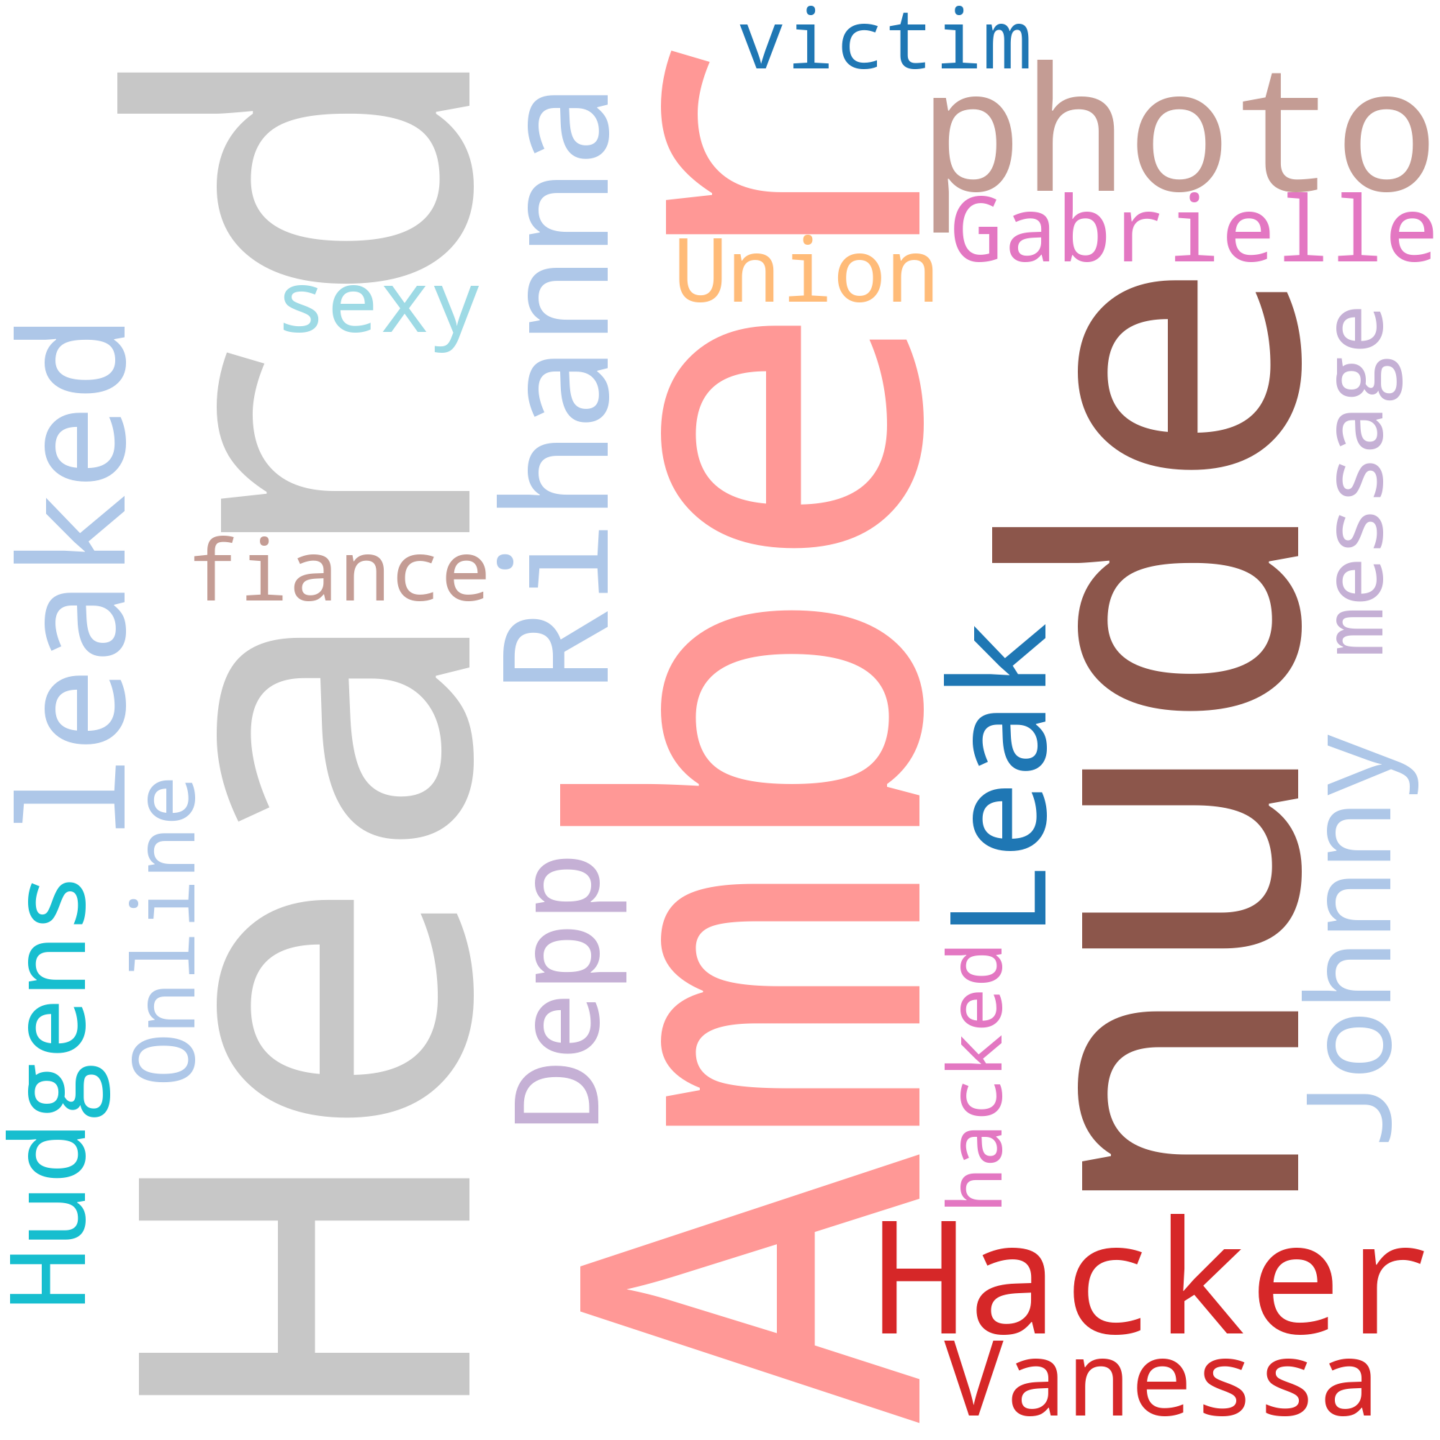 victim
photo
Gabrielle
Union
sexy
Rihanna
Heard
Amber
nude
message
leaked
fiance
Leak
Johnny
Online
Depp
Hudgens
hacked
Hacker
Vanessa